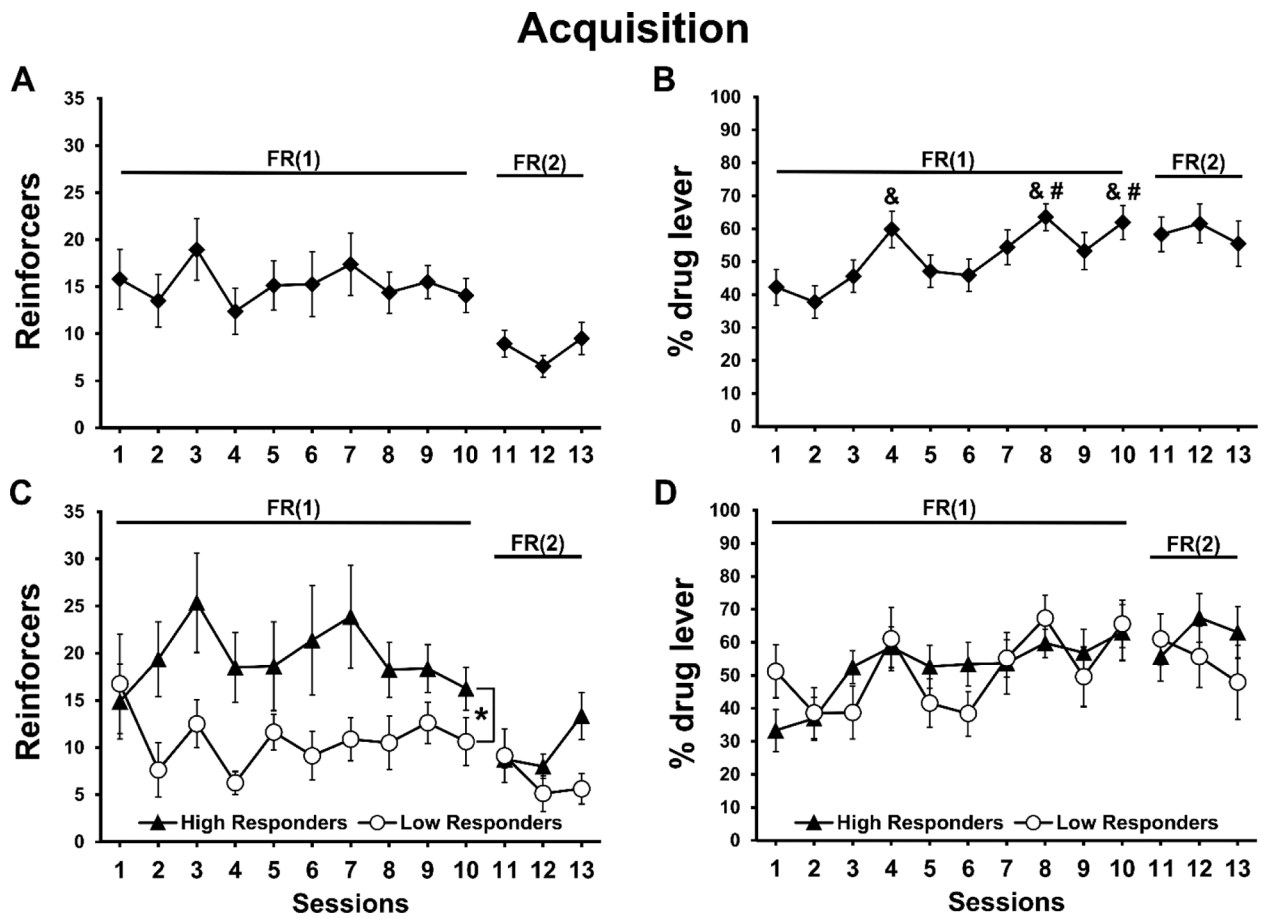 Acquisition
A
Reinforcers
35
30
25
20
15
10
5
0
FR(1)
FR(2)
1 2 3 4 5 6 7 8 9 10 11 12 13
B
% drug lever
100
90
80
70
60
50
40
30
20
10
0
FR(1)
FR(2)
& & # & #
1 2 3 4 5 6 7 8 9 10 11 12 13
C
Reinforcers
35
30
25
20
15
10
5
0
FR(1)
FR(2)
*
High Responders Low Responders
1 2 3 4 5 6 7 8 9 10 11 12 13
Sessions
D
% drug lever
100
90
80
70
60
50
40
30
20
10
0
FR(1)
FR(2)
High Responders Low Responders
1 2 3 4 5 6 7 8 9 10 11 12 13
Sessions